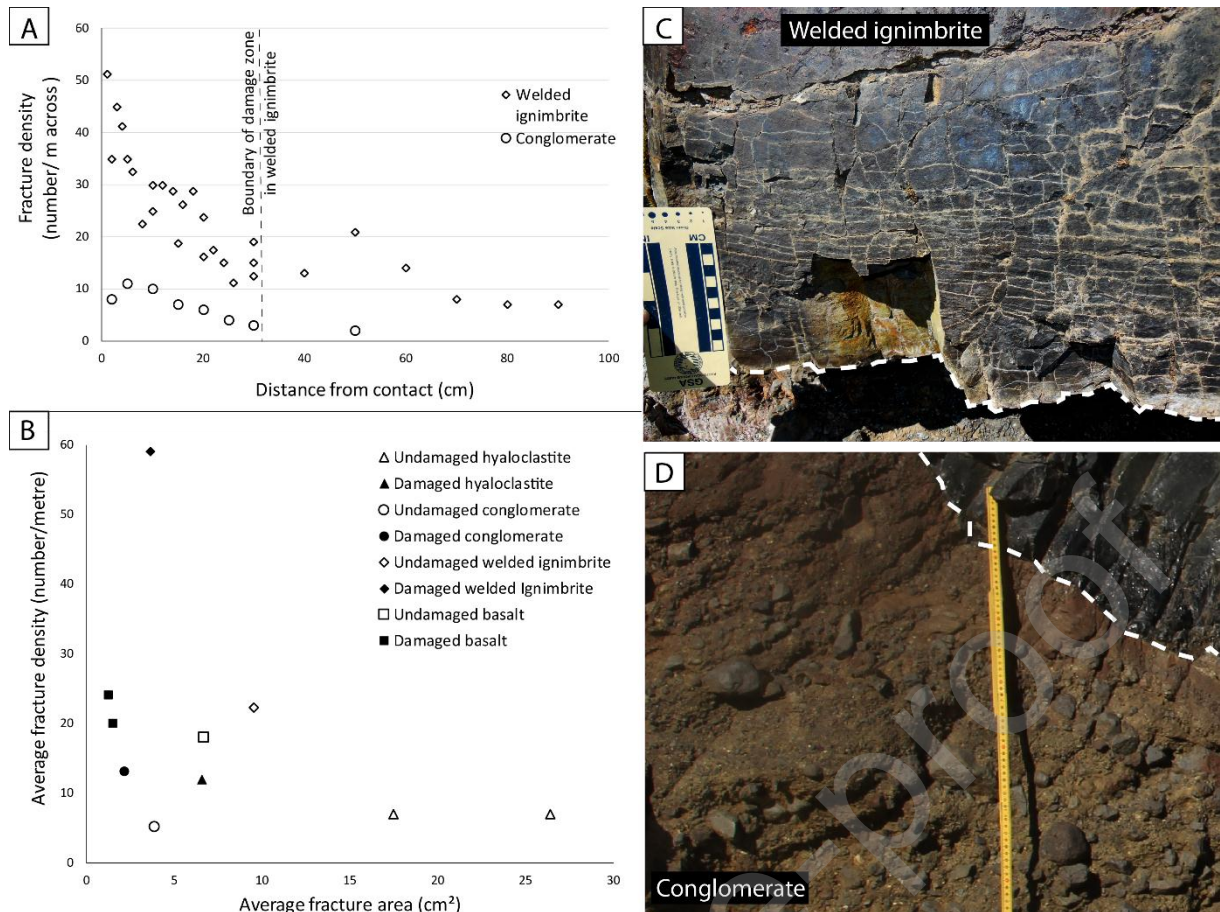 A
60
50
40
30
20
10
0
0
20
40
60
80
100
Fracture density
(number/ m across
Distance from contact (cm)
Boundary of damage zone
in welded ignimbrite
Welded
ignimbrite
Conglomerate
B
60
50
40
30
20
10
0
0
5
10
15
20
25
30
Average fracture density (number/metre)
Average fracture area (cm²)
Undamaged hyaloclastite
Damaged hyaloclastite
Undamaged conglomerate
Damaged conglomerate
Undamaged welded ignimbrite
Damaged welded Ignimbrite
Undamaged basalt
Damaged basalt
C
Welded ignimbrite
CM
IN
GSA
D
Conglomerate
proof